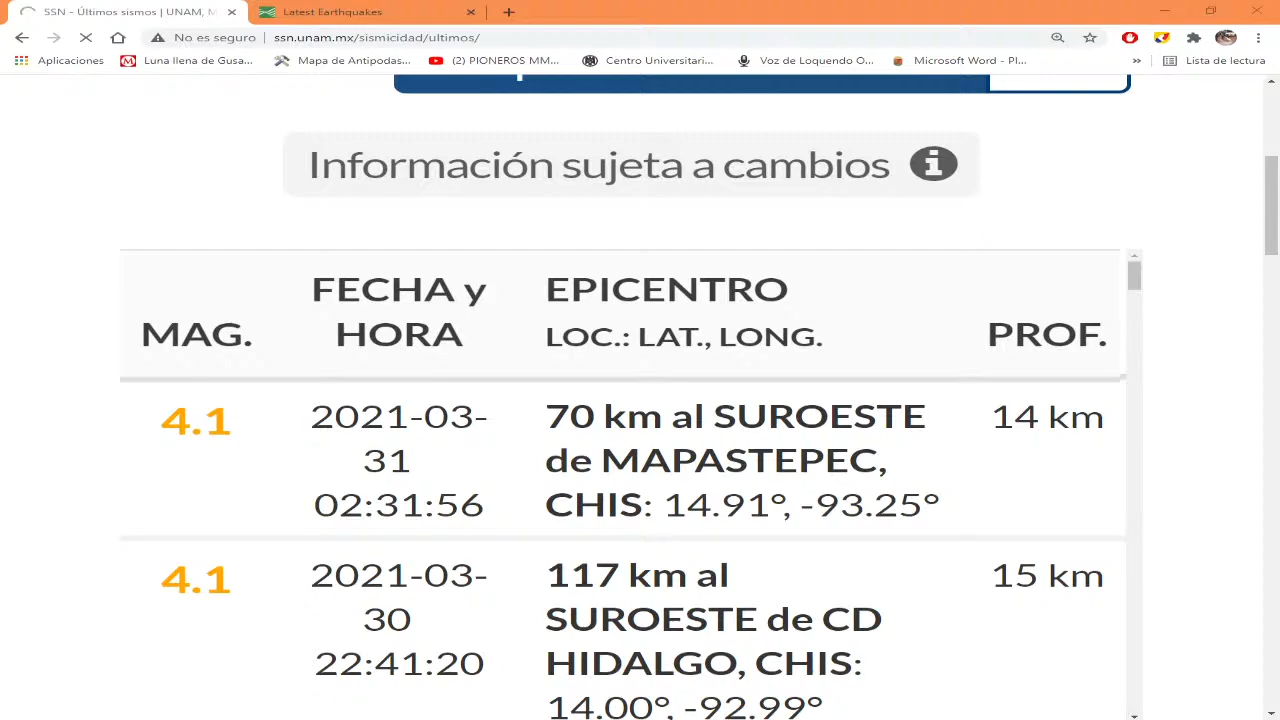 SSN - Últimos sismos | UNAM, M
Latest Earthquakes
No es seguro | ssn.unam.mx/sismicidad/ultimos/
Aplicaciones
Luna llena de Gusa...
Mapa de Antipodas...
Centro Universitari...
Voz de Loquendo O...
Microsoft Word - Pl...
»
Lista de lectura
Información sujeta a cambios
MAG.
FECHA y
HORA
EPICENTRO
LOC.: LAT., LONG.
PROF.
4.1
2021-03-
31
02:31:56
70 km al SUROESTE
de MAPASTEPEC,
CHIS: 14.91°, -93.25°
14 km
4.1
2021-03-
30
22:41:20
117 km al
SUROESTE de CD
HIDALGO, CHIS:
14.00°, -92.99°
15 km